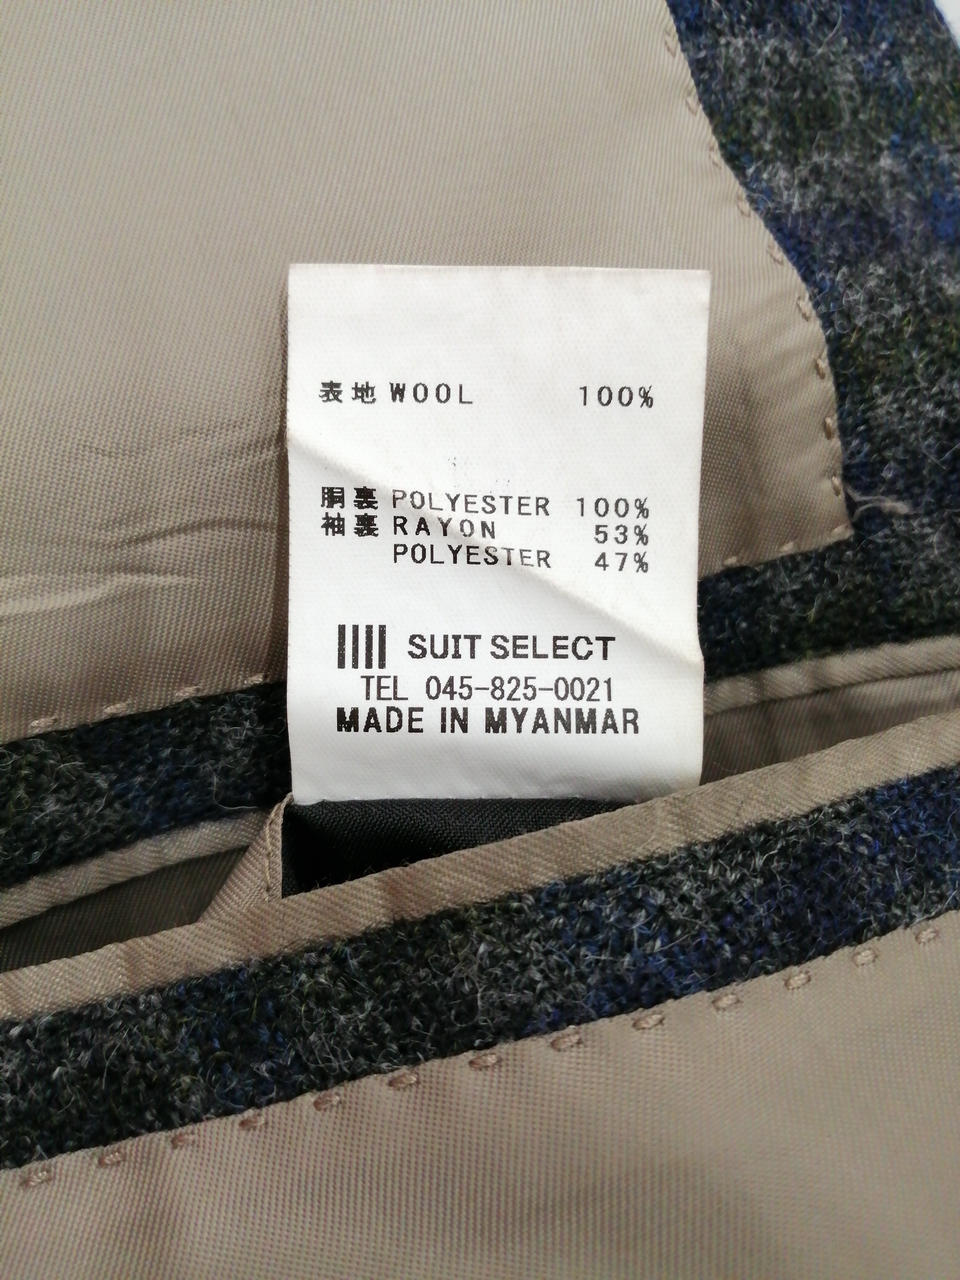 表地 WOOL 100%
胴裏 POLYESTER 100%
袖裏 RAYON 53%
POLYESTER 47%
SUIT SELECT
TEL 045-825-0021
MADE IN MYANMAR